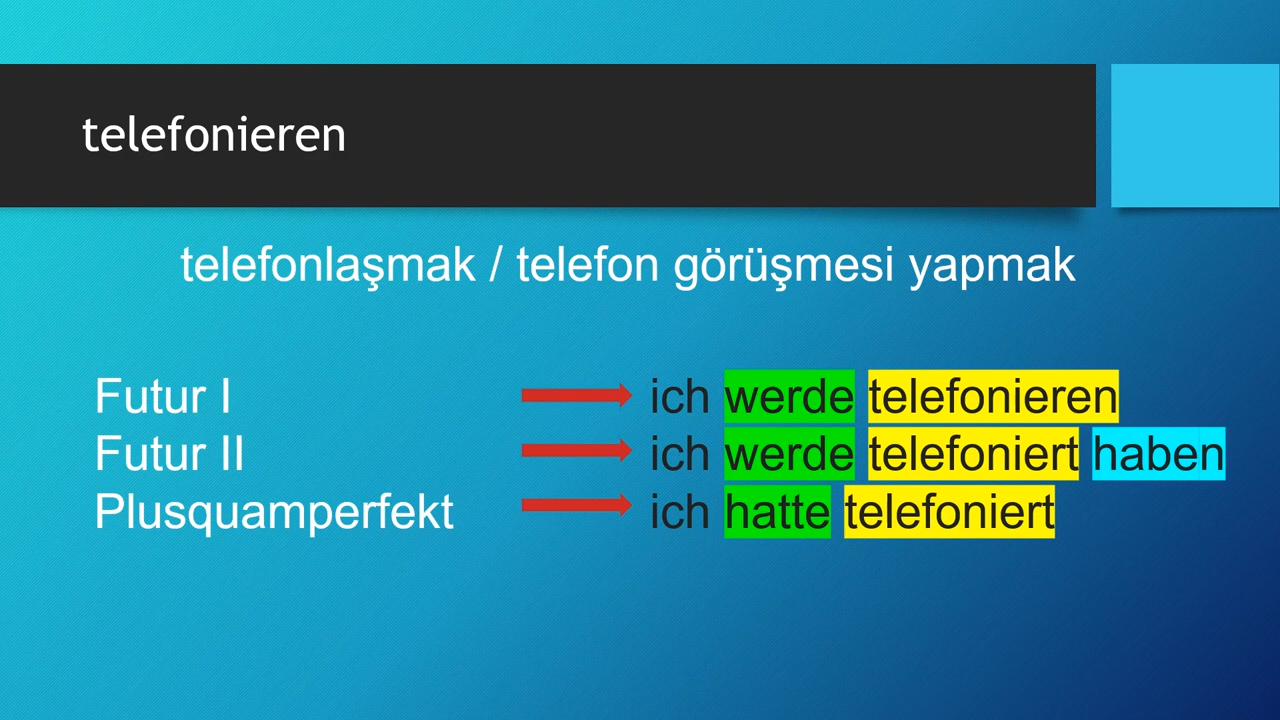 telefonieren
telefonlaşmak / telefon görüşmesi yapmak
Futur I ich werde telefonieren
Futur II ich werde telefoniert haben
Plusquamperfekt ich hatte telefoniert